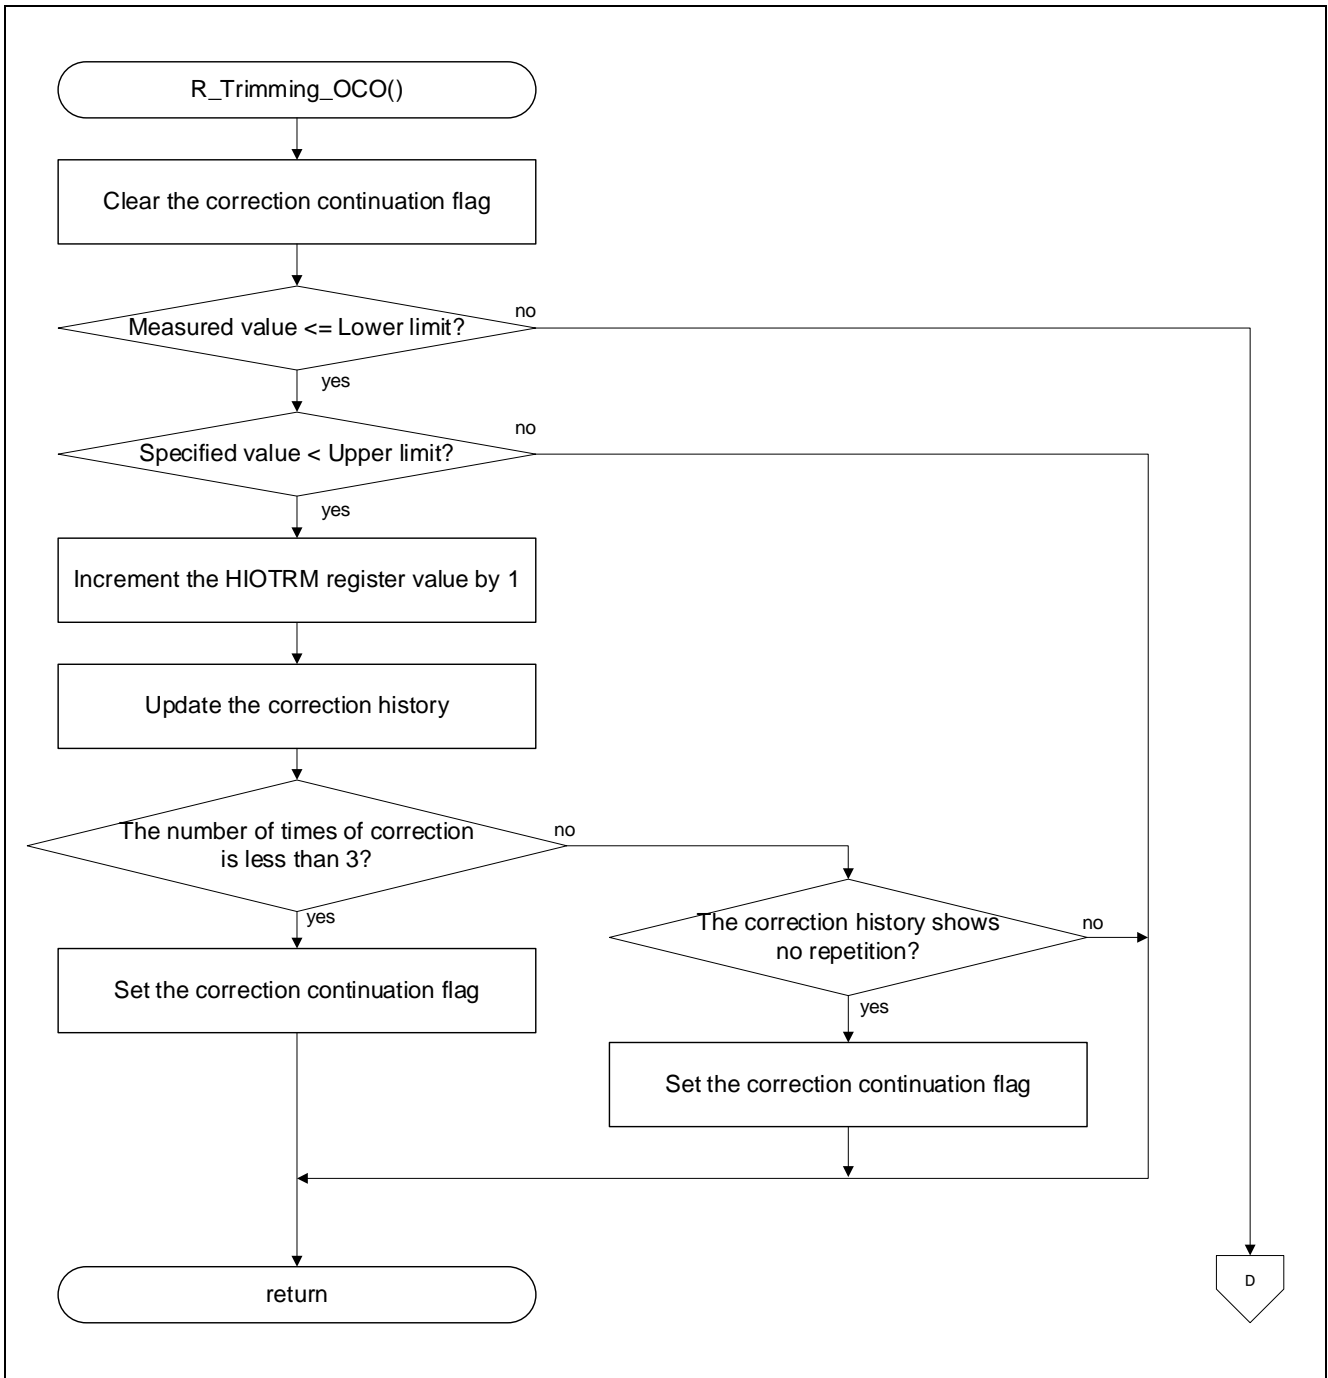 R_Trimming_OCO()
Clear the correction continuation flag
Measured value <= Lower limit?
no
yes
Specified value < Upper limit?
no
yes
Increment the HIOTRM register value by 1
Update the correction history
The number of times of correction
is less than 3?
no
yes
The correction history shows
no repetition?
no
yes
Set the correction continuation flag
Set the correction continuation flag
return
D